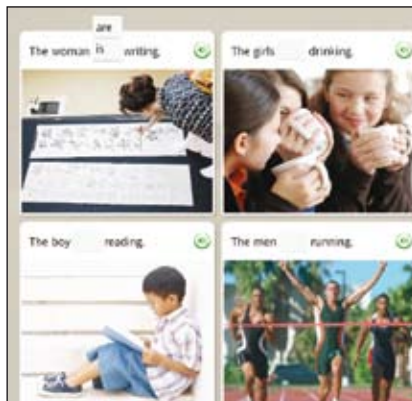 are
The woman is writing.
The girls drinking.
The boy reading.
The men running.